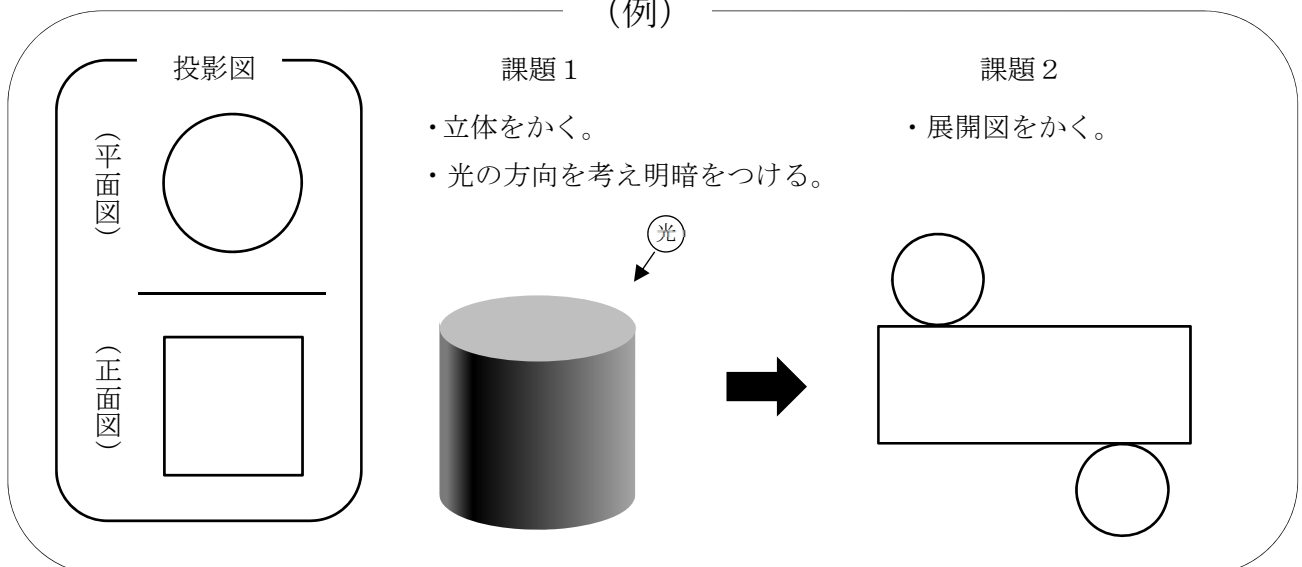 （例）
投影図
（平面図）
（正面図）
課題１
・立体をかく。
・光の方向を考え明暗をつける。
光
課題２
・展開図をかく。